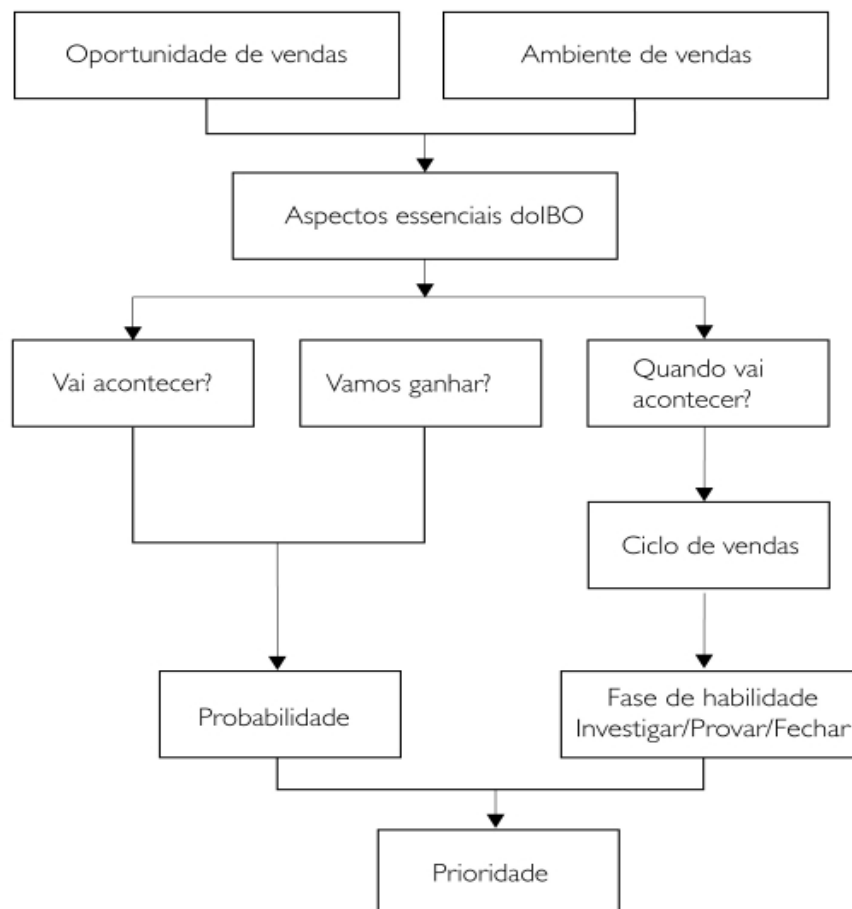 Oportunidade de vendas
Ambiente de vendas
Aspectos essenciais doIBO
Vai acontecer?
Vamos ganhar?
Quando vai
acontecer?
Ciclo de vendas
Probabilidade
Fase de habilidade
Investigar/Provar/Fechar
Prioridade